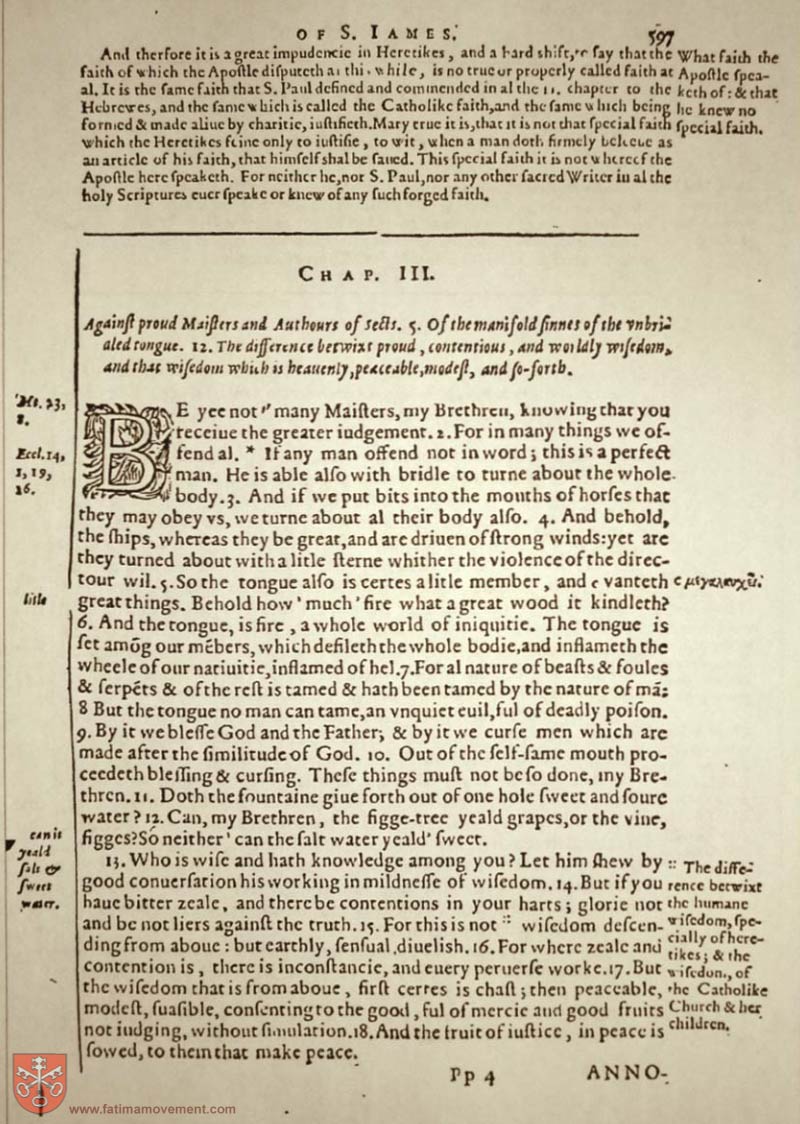 OF S. IAMES.
597
And therfore it is a great impudencie in Heretikes, and a hard shift, to say that the
faith of which the Apostle disputeth al this while, is no true or properly called faith at
al. It is the same faith that S. Paul defined and commended in al the 11. chapter to the
Hebrewes, and the same which is called the Catholike faith, and the same which being
formed & made aliue by charitie, iustifieth. Mary true it is, that it is not that special faith
which the Heretikes feine only to iustifie, to wit, when a man doth firmely beleeue as
an article of his faith, that himself shal be saued. This special faith it is not whereof the
Apostle here speaketh. For neither he, nor S. Paul, nor any other sacred Writer in al the
holy Scriptures euer speake or knew of any such forged faith.
What faith the
Apostle spea-
keth of: & that
he knew no
special faith.
CHAP. III.
Against proud Maisters and Authours of sects. 5. Of the manifold sinnes of the vnbri-
aled tongue. 12. The difference betwixt proud, contentious, and worldly wisedom,
and that wisedom which is heauenly, peaceable, modest, and so-forth.
Mt. 23,
8.
Eccl. 14,
1, 19,
16.
BE yee not " many Maisters, my Brethren, knowing that you
receiue the greater iudgement. 2. For in many things we of-
fend al. * If any man offend not in word; this is a perfect
man. He is able also with bridle to turne about the whole
body. 3. And if we put bits into the mouths of horses that
they may obey vs, we turne about al their body also. 4. And behold,
the ships, whereas they be great, and are driuen of strong winds: yet are
they turned about with a litle sterne whither the violence of the direc-
tour wil. 5. So the tongue also is certes a litle member, and c vanteth
great things. Behold how ' much ' fire what a great wood it kindleth?
6. And the tongue, is fire, a whole world of iniquitie. The tongue is
set amõg our mẽbers, which defileth the whole bodie, and inflameth the
wheele of our natiuitie, inflamed of hel. 7. For al nature of beasts & foules
& serpẽts & of the rest is tamed & hath been tamed by the nature of mã:
8 But the tongue no man can tame, an vnquiet euil, ful of deadly poison.
9. By it we blesse God and the Father; & by it we curse men which are
made after the similitude of God. 10. Out of the self-same mouth pro-
ceedeth blessing & cursing. These things must not be so done, my Bre-
thren. 11. Doth the fountaine giue forth out of one hole sweet and soure
water? 12. Can, my Brethren, the figge-tree yeald grapes, or the vine,
figges? So neither ' can the salt water yeald ' sweet.
c μεγαλαυχεῖ.
litle
can it
yeald
salt &
sweet
water.
13. Who is wise and hath knowledge among you? Let him shew by
good conuersation his working in mildnesse of wisedom. 14. But if you
haue bitter zeale, and there be contentions in your harts; glorie not
and be not liers against the truth. 15. For this is not :: wisedom descen-
ding from aboue: but earthly, sensual, diuelish. 16. For where zeale and
contention is, there is inconstancie, and euery peruerse worke. 17. But
the wisedom that is from aboue, first certes is chast; then peaceable,
modest, suasible, consenting to the good, ful of mercie and good fruits
not iudging, without simulation. 18. And the fruit of iustice, in peace is
sowed, to them that make peace.
:: The diffe-
rence betwixt
the humane
wisedom, spe-
cially of here-
tikes; & the
wisedom, of
the Catholike
Church & her
children.
Pp 4
ANNO-
www.fatimamovement.com